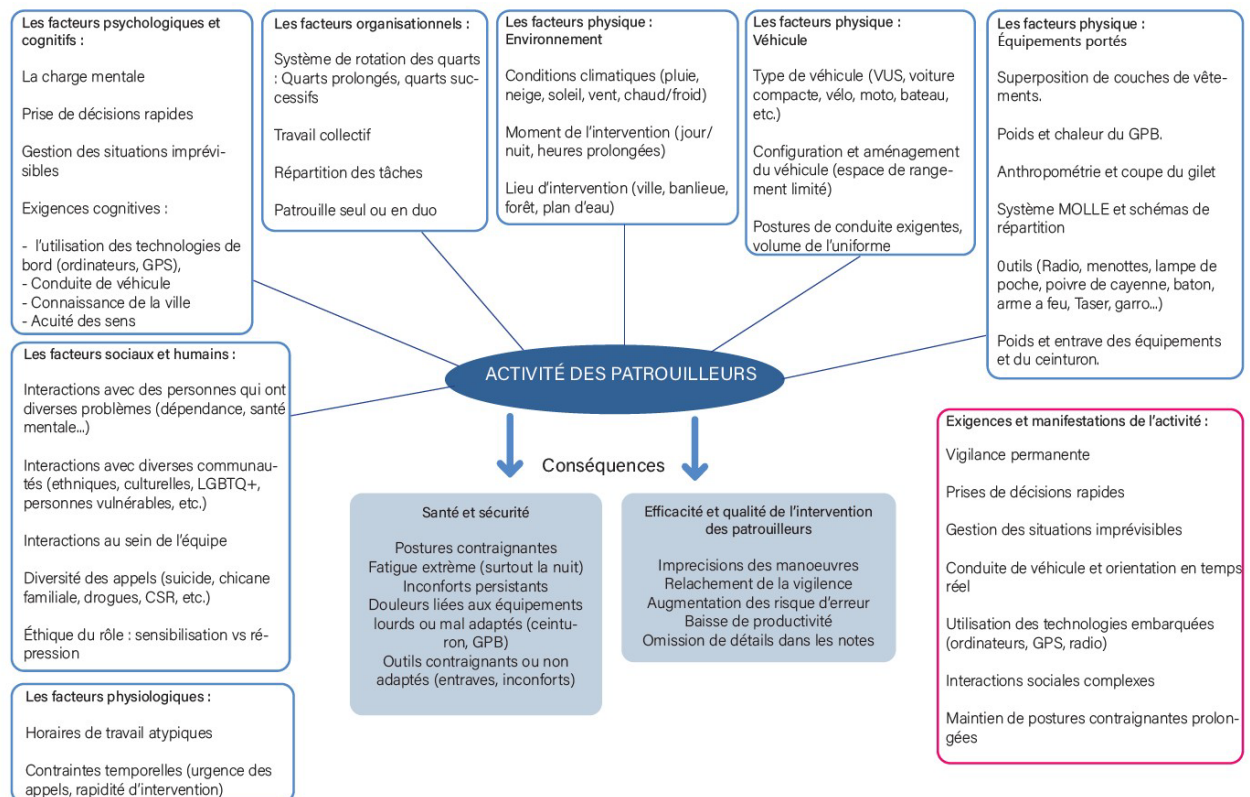 Les facteurs psychologiques et
cognitifs :
La charge mentale
Prise de décisions rapides
Gestion des situations imprévi-
sibles
Exigences cognitives :
- l'utilisation des technologies de
bord (ordinateurs, GPS),
- Conduite de véhicule
- Connaissance de la ville
- Acuité des sens
Les facteurs organisationnels :
Système de rotation des quarts
: Quarts prolongés, quarts suc-
cessifs
Travail collectif
Répartition des tâches
Patrouille seul ou en duo
Les facteurs physique :
Environnement
Conditions climatiques (pluie,
neige, soleil, vent, chaud/froid)
Moment de l'intervention (jour/
nuit, heures prolongées)
Lieu d'intervention (ville, banlieue,
forêt, plan d'eau)
Les facteurs physique :
Véhicule
Type de véhicule (VUS, voiture
compacte, vélo, moto, bateau,
etc.)
Configuration et aménagement
du véhicule (espace de range-
ment limité)
Postures de conduite exigentes,
volume de l'uniforme
Les facteurs physique :
Équipements portés
Superposition de couches de vête-
ments.
Poids et chaleur du GPB.
Anthropométrie et coupe du gilet
Système MOLLE et schémas de
répartition
0utils (Radio, menottes, lampe de
poche, poivre de cayenne, baton,
arme a feu, Taser, garro...)
Poids et entrave des équipements
et du ceinturon.
Les facteurs sociaux et humains :
Interactions avec des personnes qui ont
diverses problèmes (dépendance, santé
mentale...)
Interactions avec diverses communau-
tés (ethniques, culturelles, LGBTQ+,
personnes vulnérables, etc.)
Interactions au sein de l'équipe
Diversité des appels (suicide, chicane
familiale, drogues, CSR, etc.)
Éthique du rôle : sensibilisation vs ré-
pression
Les facteurs physiologiques :
Horaires de travail atypiques
Contraintes temporelles (urgence des
appels, rapidité d'intervention)
ACTIVITÉ DES PATROUILLEURS
Conséquences
Santé et sécurité
Postures contraignantes
Fatigue extrême (surtout la nuit)
Inconforts persistants
Douleurs liées aux équipements
lourds ou mal adaptés (ceintu-
ron, GPB)
Outils contraignants ou non
adaptés (entraves, inconforts)
Efficacité et qualité de l'intervention
des patrouilleurs
Imprecisions des manoeuvres
Relachement de la vigilence
Augmentation des risque d'erreur
Baisse de productivité
Omission de détails dans les notes
Exigences et manifestations de l'activité :
Vigilance permanente
Prises de décisions rapides
Gestion des situations imprévisibles
Conduite de véhicule et orientation en temps
réel
Utilisation des technologies embarquées
(ordinateurs, GPS, radio)
Interactions sociales complexes
Maintien de postures contraignantes prolon-
gées